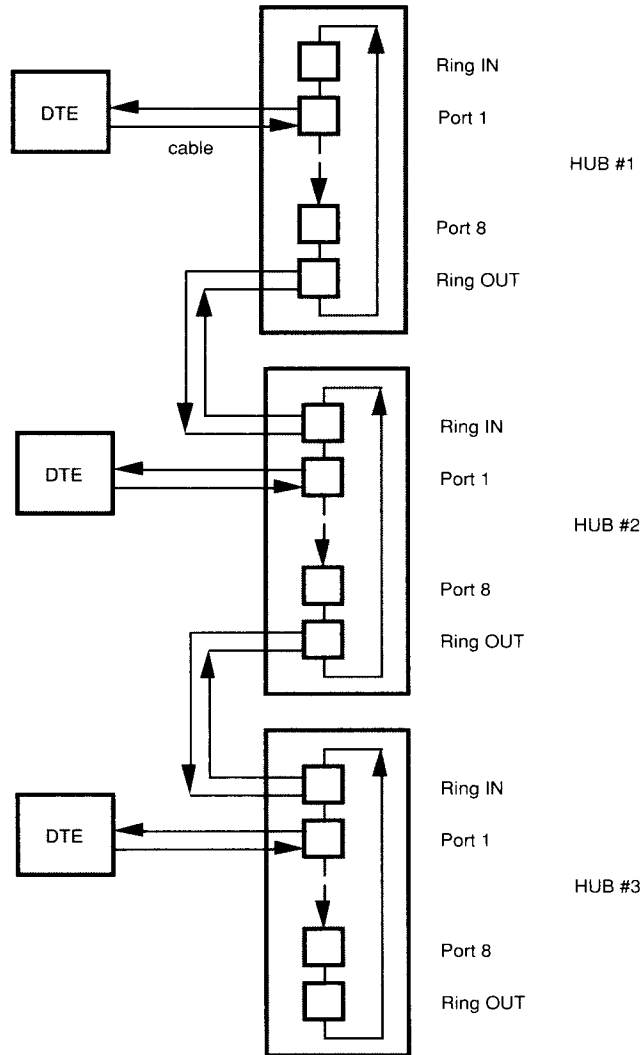 Ring IN
DTE
Port 1
cable
HUB #1
Port 8
Ring OUT
Ring IN
DTE
Port 1
HUB #2
Port 8
Ring OUT
Ring IN
DTE
Port 1
HUB #3
Port 8
Ring OUT